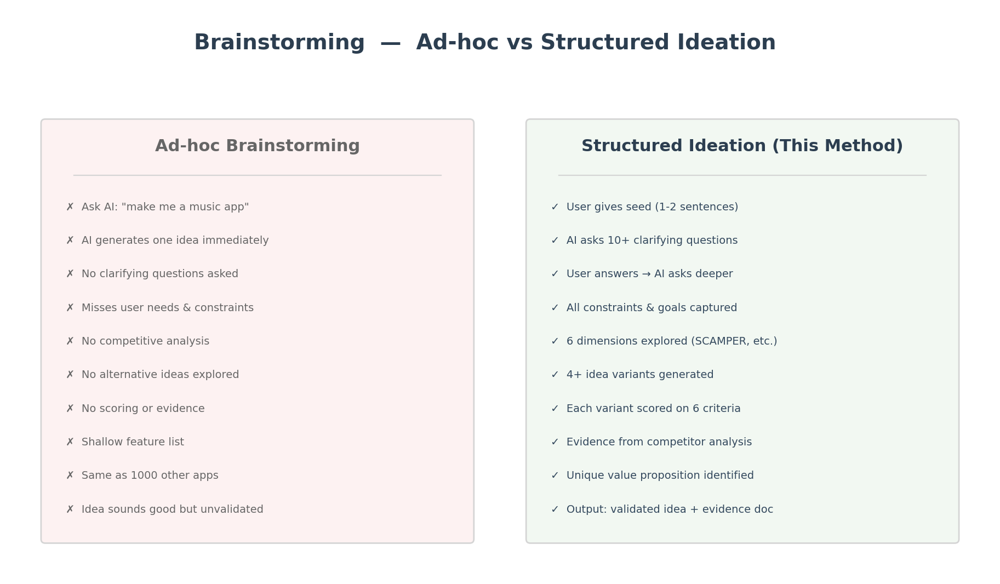 Brainstorming — Ad-hoc vs Structured Ideation
Ad-hoc Brainstorming
✗ Ask AI: "make me a music app"
✗ AI generates one idea immediately
✗ No clarifying questions asked
✗ Misses user needs & constraints
✗ No competitive analysis
✗ No alternative ideas explored
✗ No scoring or evidence
✗ Shallow feature list
✗ Same as 1000 other apps
✗ Idea sounds good but unvalidated
Structured Ideation (This Method)
✓ User gives seed (1-2 sentences)
✓ AI asks 10+ clarifying questions
✓ User answers → AI asks deeper
✓ All constraints & goals captured
✓ 6 dimensions explored (SCAMPER, etc.)
✓ 4+ idea variants generated
✓ Each variant scored on 6 criteria
✓ Evidence from competitor analysis
✓ Unique value proposition identified
✓ Output: validated idea + evidence doc